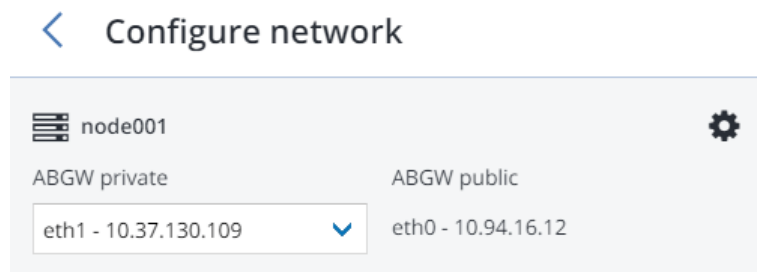 Configure network
node001
ABGW private
ABGW public
eth1 - 10.37.130.109
eth0 - 10.94.16.12